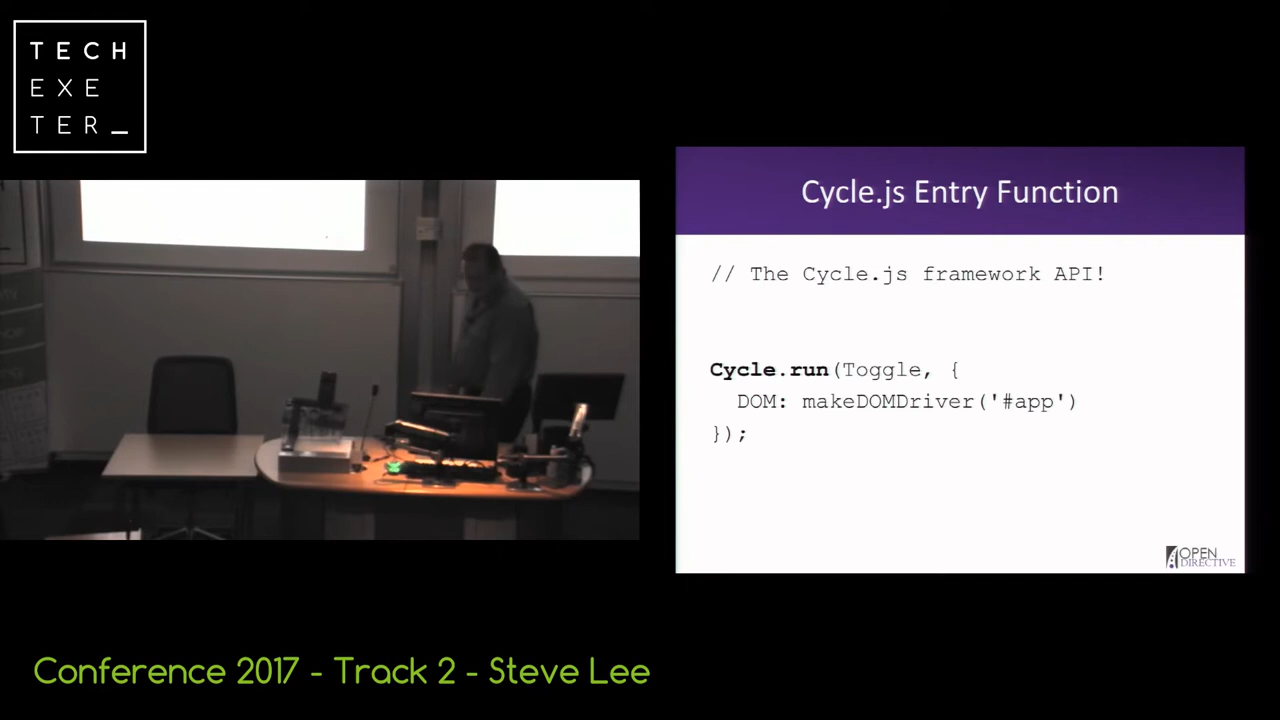 TECH
EXE
TER_
Cycle.js Entry Function
// The Cycle.js framework API!
Cycle.run(Toggle, {
DOM: makeDOMDriver('#app')
});
OPEN
DIRECTIVE
Conference 2017 - Track 2 - Steve Lee